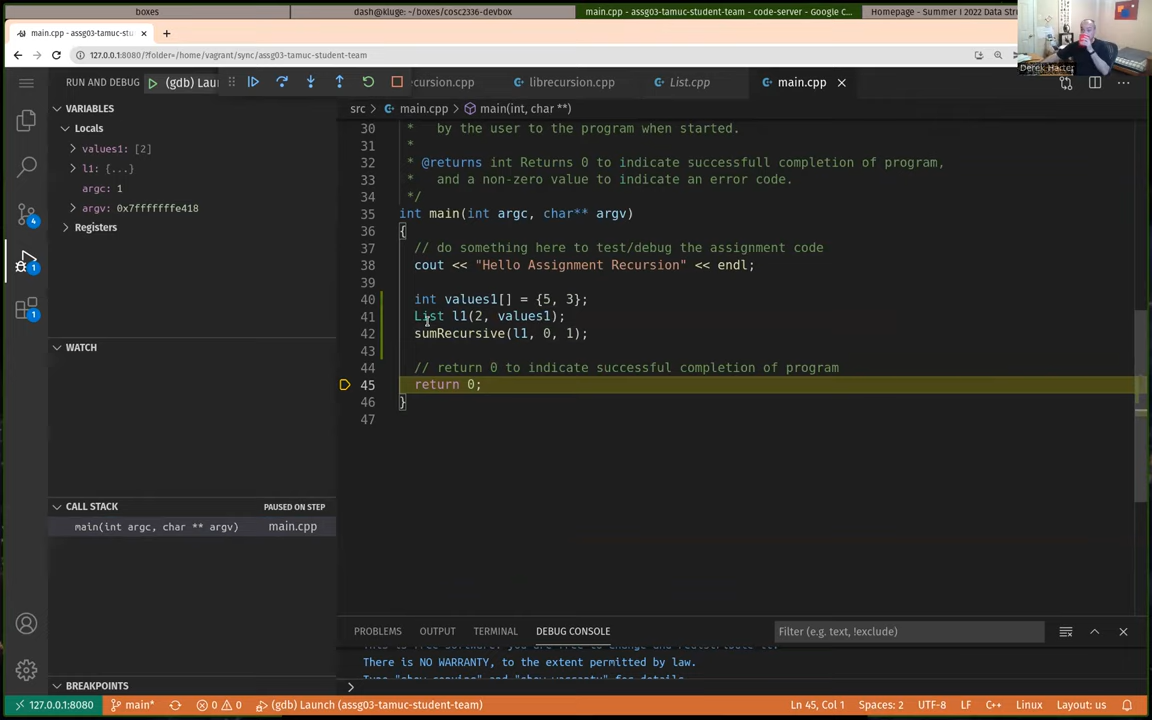 boxes
dash@kluge: ~/boxes/cosc2336-devbox
main.cpp - assg03-tamuc-student-team - code-server - Google C...
Homepage - Summer I 2022 Data Str
main.cpp - assg03-tamuc-st
127.0.0.1:8080/?folder=/home/vagrant/sync/assg03-tamuc-student-team
Derek Harter
RUN AND DEBUG
(gdb) Lau
ecursion.cpp
librecursion.cpp
List.cpp
main.cpp
VARIABLES
Locals
values1: [2]
l1: {...}
argc: 1
argv: 0x7fffffffe418
Registers
WATCH
CALL STACK
PAUSED ON STEP
main(int argc, char ** argv)
main.cpp
BREAKPOINTS
4
1
1
src > main.cpp > main(int, char **)
30 * by the user to the program when started.
31 *
32 * @returns int Returns 0 to indicate successfull completion of program,
33 * and a non-zero value to indicate an error code.
34 */
35 int main(int argc, char** argv)
36 {
37 // do something here to test/debug the assignment code
38 cout << "Hello Assignment Recursion" << endl;
39
40 int values1[] = {5, 3};
41 List l1(2, values1);
42 sumRecursive(l1, 0, 1);
43
44 // return 0 to indicate successful completion of program
45 return 0;
46 }
47
PROBLEMS
OUTPUT
TERMINAL
DEBUG CONSOLE
Filter (e.g. text, !exclude)
There is NO WARRANTY, to the extent permitted by law.
>
127.0.0.1:8080
main*
0
0
(gdb) Launch (assg03-tamuc-student-team)
Ln 45, Col 1
Spaces: 2
UTF-8
LF
C++
Linux
Layout: us